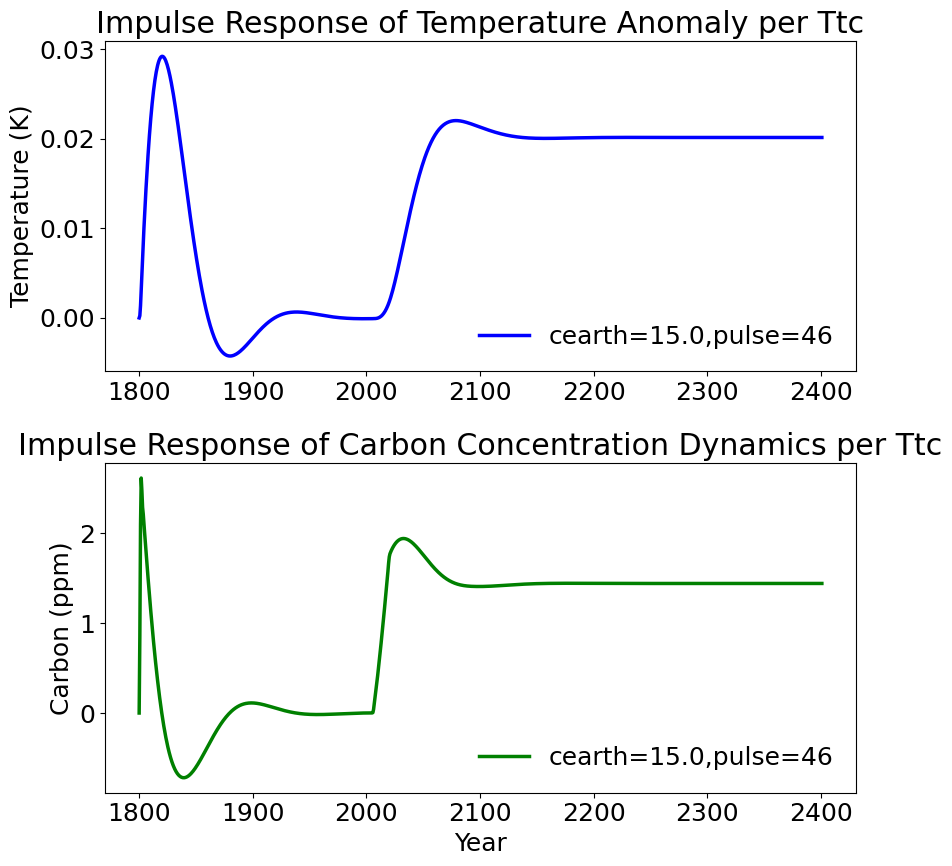 Impulse Response of Temperature Anomaly per Ttc
Temperature (K)
0.03
0.02
0.01
0.00
cearth=15.0,pulse=46
1800 1900 2000 2100 2200 2300 2400
Impulse Response of Carbon Concentration Dynamics per Ttc
Carbon (ppm)
2
1
0
cearth=15.0,pulse=46
1800 1900 2000 2100 2200 2300 2400
Year